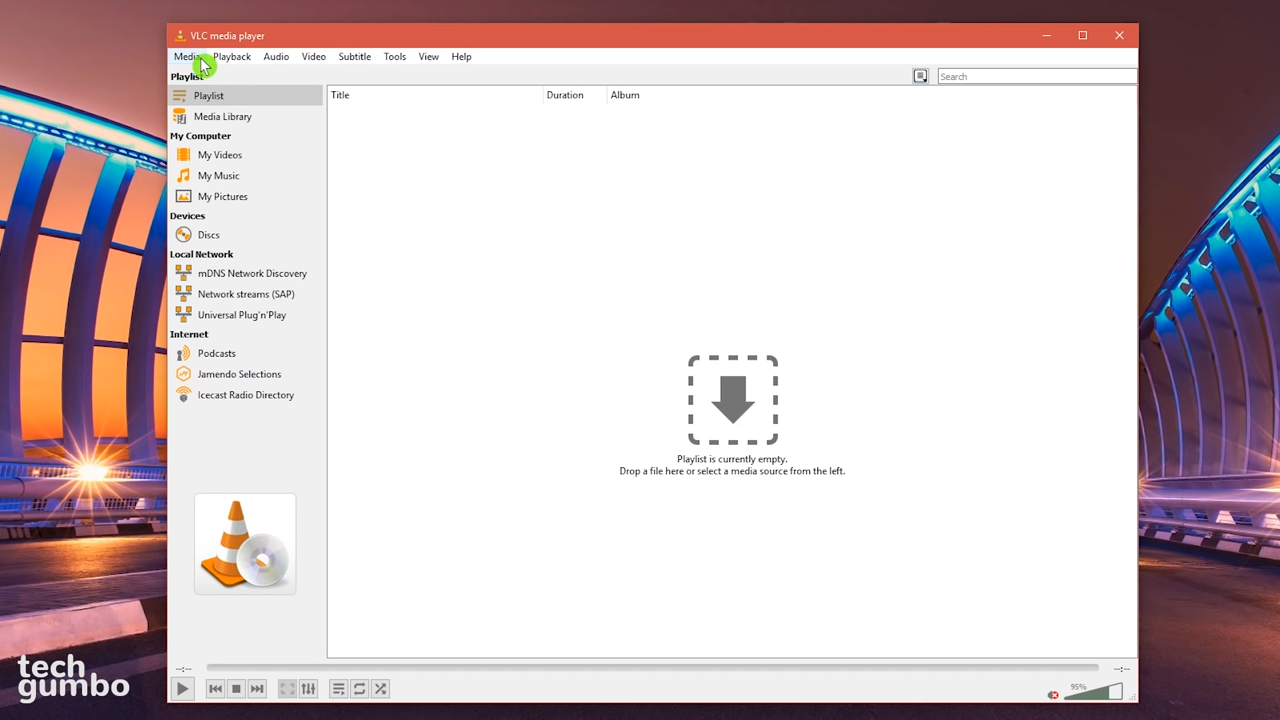 VLC media player
Media Playback Audio Video Subtitle Tools View Help
Playlist
Search
Playlist
Media Library
My Computer
My Videos
My Music
My Pictures
Devices
Discs
Local Network
mDNS Network Discovery
Network streams (SAP)
Universal Plug'n'Play
Internet
Podcasts
Jamendo Selections
Icecast Radio Directory
Title Duration Album
Playlist is currently empty.
Drop a file here or select a media source from the left.
--:-- --:--
95%
tech
gumbo